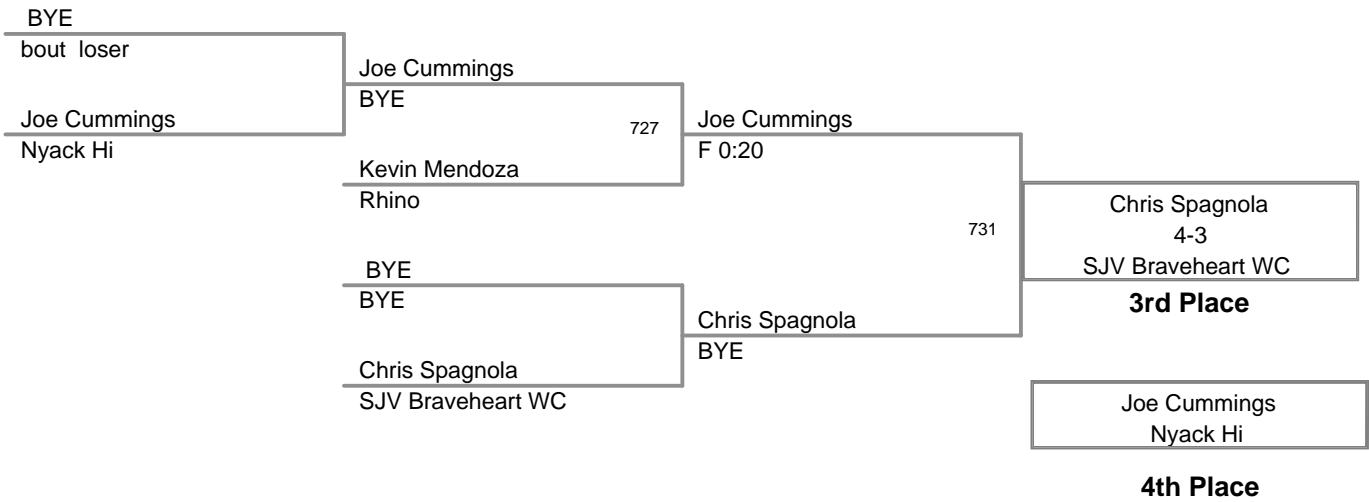 BYE
bout loser
Joe Cummings
Nyack Hi
Joe Cummings
BYE
727
Kevin Mendoza
Rhino
BYE
BYE
Chris Spagnola
SJV Braveheart WC
Joe Cummings
F 0:20
731
Chris Spagnola
BYE
Chris Spagnola
4-3
SJV Braveheart WC
3rd Place
Joe Cummings
Nyack Hi
4th Place